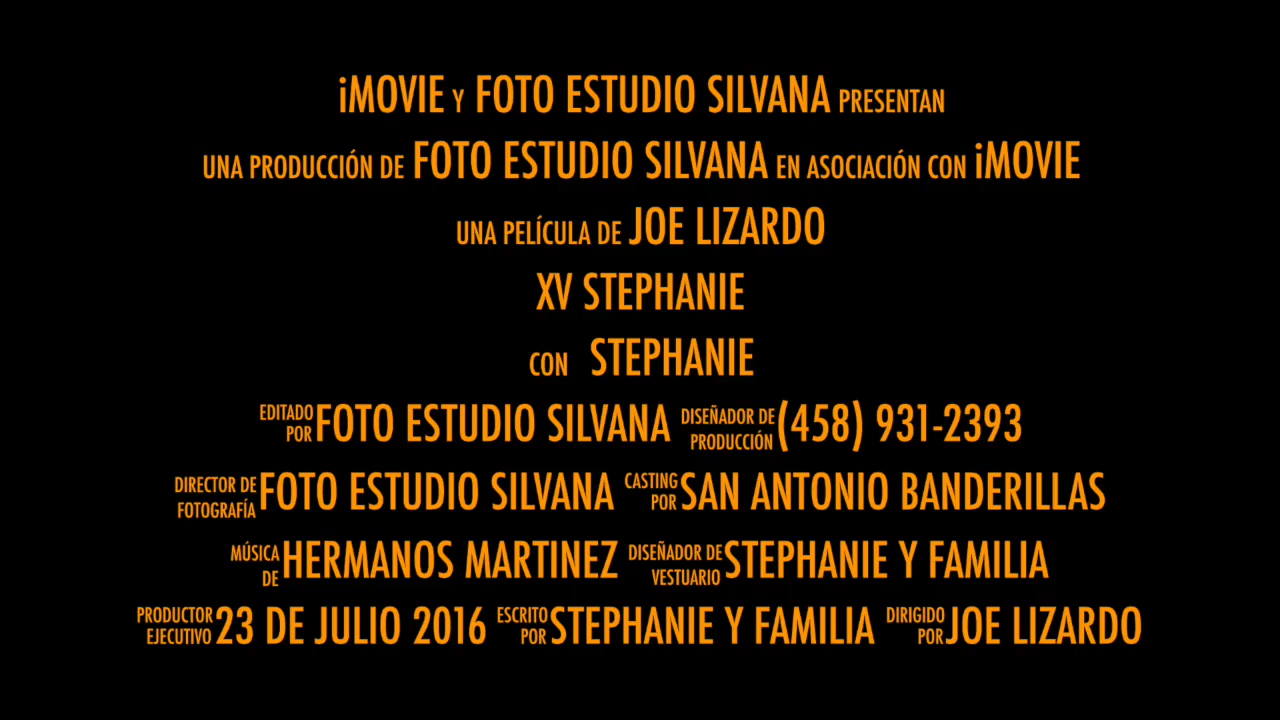 iMOVIE Y FOTO ESTUDIO SILVANA PRESENTAN
UNA PRODUCCIÓN DE FOTO ESTUDIO SILVANA EN ASOCIACIÓN CON iMOVIE
UNA PELÍCULA DE JOE LIZARDO
XV STEPHANIE
CON STEPHANIE
EDITADO POR FOTO ESTUDIO SILVANA DISEÑADOR DE PRODUCCIÓN (458) 931-2393
DIRECTOR DE FOTOGRAFÍA FOTO ESTUDIO SILVANA CASTING POR SAN ANTONIO BANDERILLAS
MÚSICA DE HERMANOS MARTINEZ DISEÑADOR DE VESTUARIO STEPHANIE Y FAMILIA
PRODUCTOR EJECUTIVO 23 DE JULIO 2016 ESCRITO POR STEPHANIE Y FAMILIA DIRIGIDO POR JOE LIZARDO